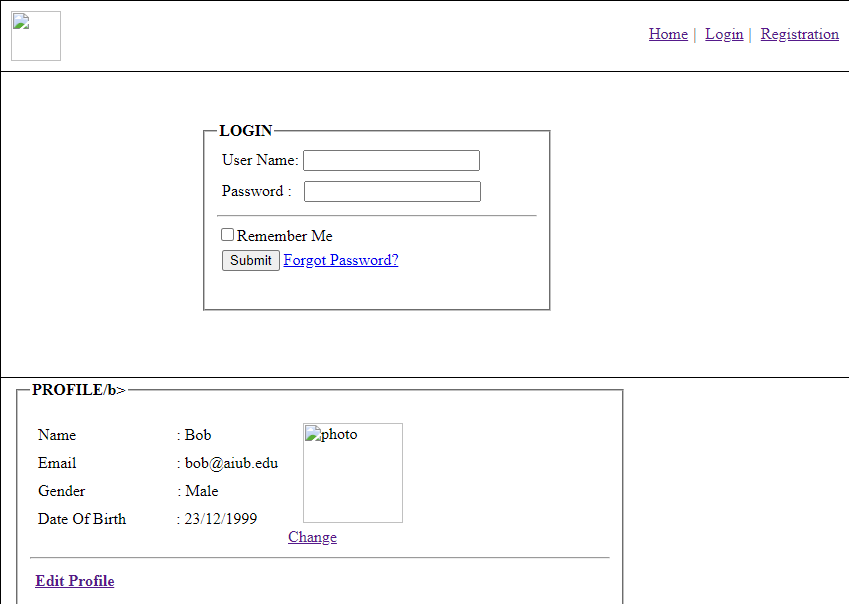 Home | Login | Registration
LOGIN
User Name:
Password :
Remember Me
Submit Forgot Password?
PROFILE/b>
Name : Bob
photo
Email : bob@aiub.edu
Gender : Male
Date Of Birth : 23/12/1999
Change
Edit Profile